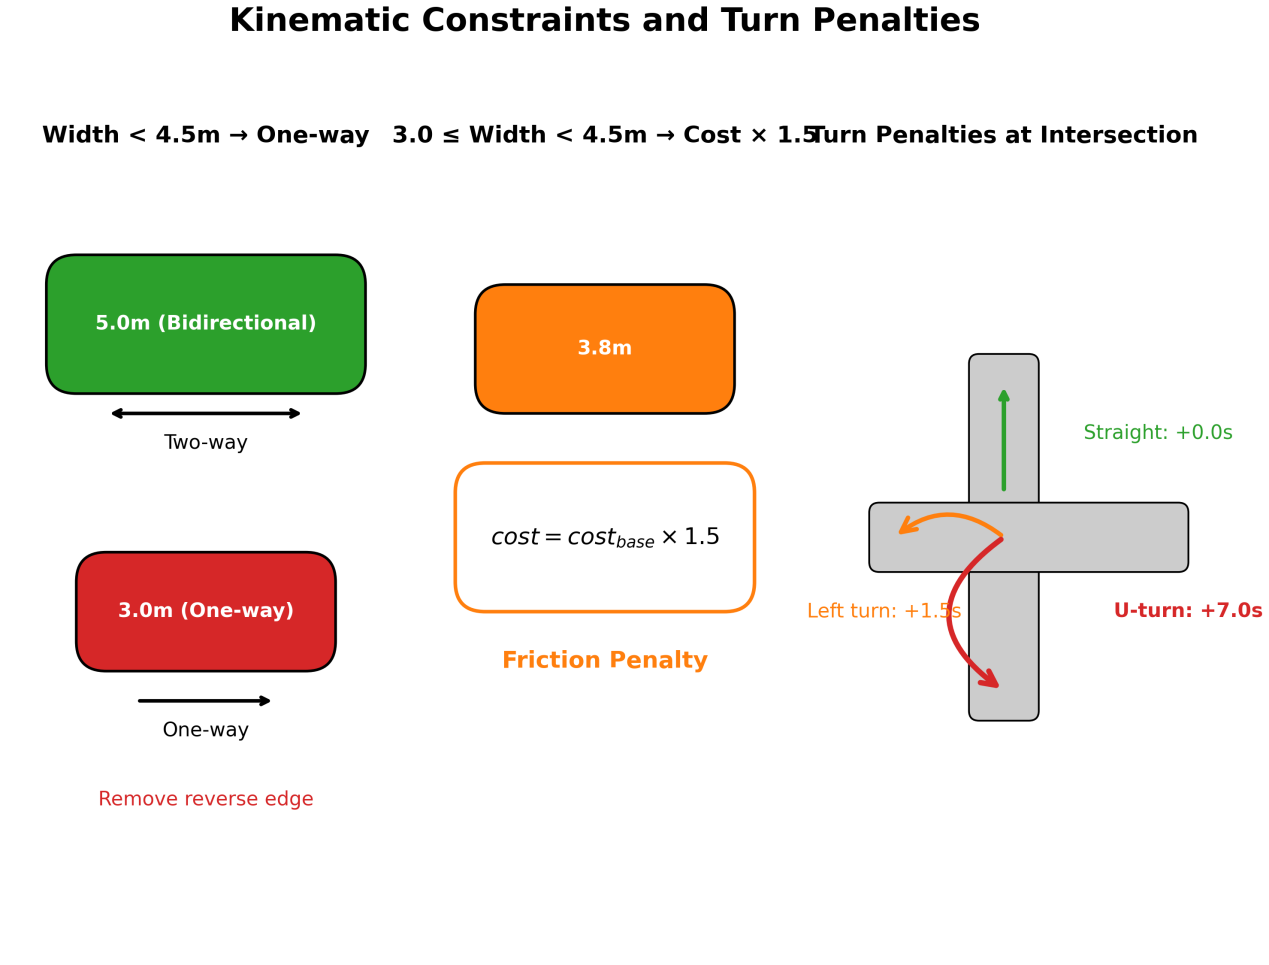 Kinematic Constraints and Turn Penalties
Width < 4.5m → One-way
3.0 ≤ Width < 4.5m → Cost × 1.5
Turn Penalties at Intersection
5.0m (Bidirectional)
Two-way
3.0m (One-way)
One-way
Remove reverse edge
3.8m
cost = cost_base × 1.5
Friction Penalty
Straight: +0.0s
Left turn: +1.5s
U-turn: +7.0s